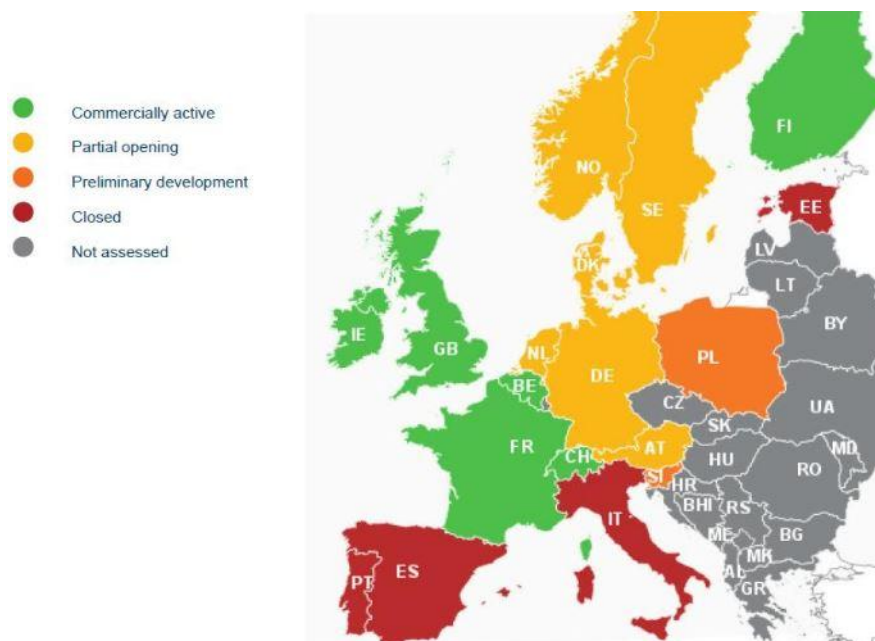 Commercially active
Partial opening
Preliminary development
Closed
Not assessed
FI
NO
SE
EE
LV
DK
LT
IE
GB
BY
NL
PL
DE
BE
CZ
UA
SK
FR
AT
MD
CH
HU
RO
SI
HR
BHI
RS
IT
ME
BG
MK
ES
PT
AL
GR